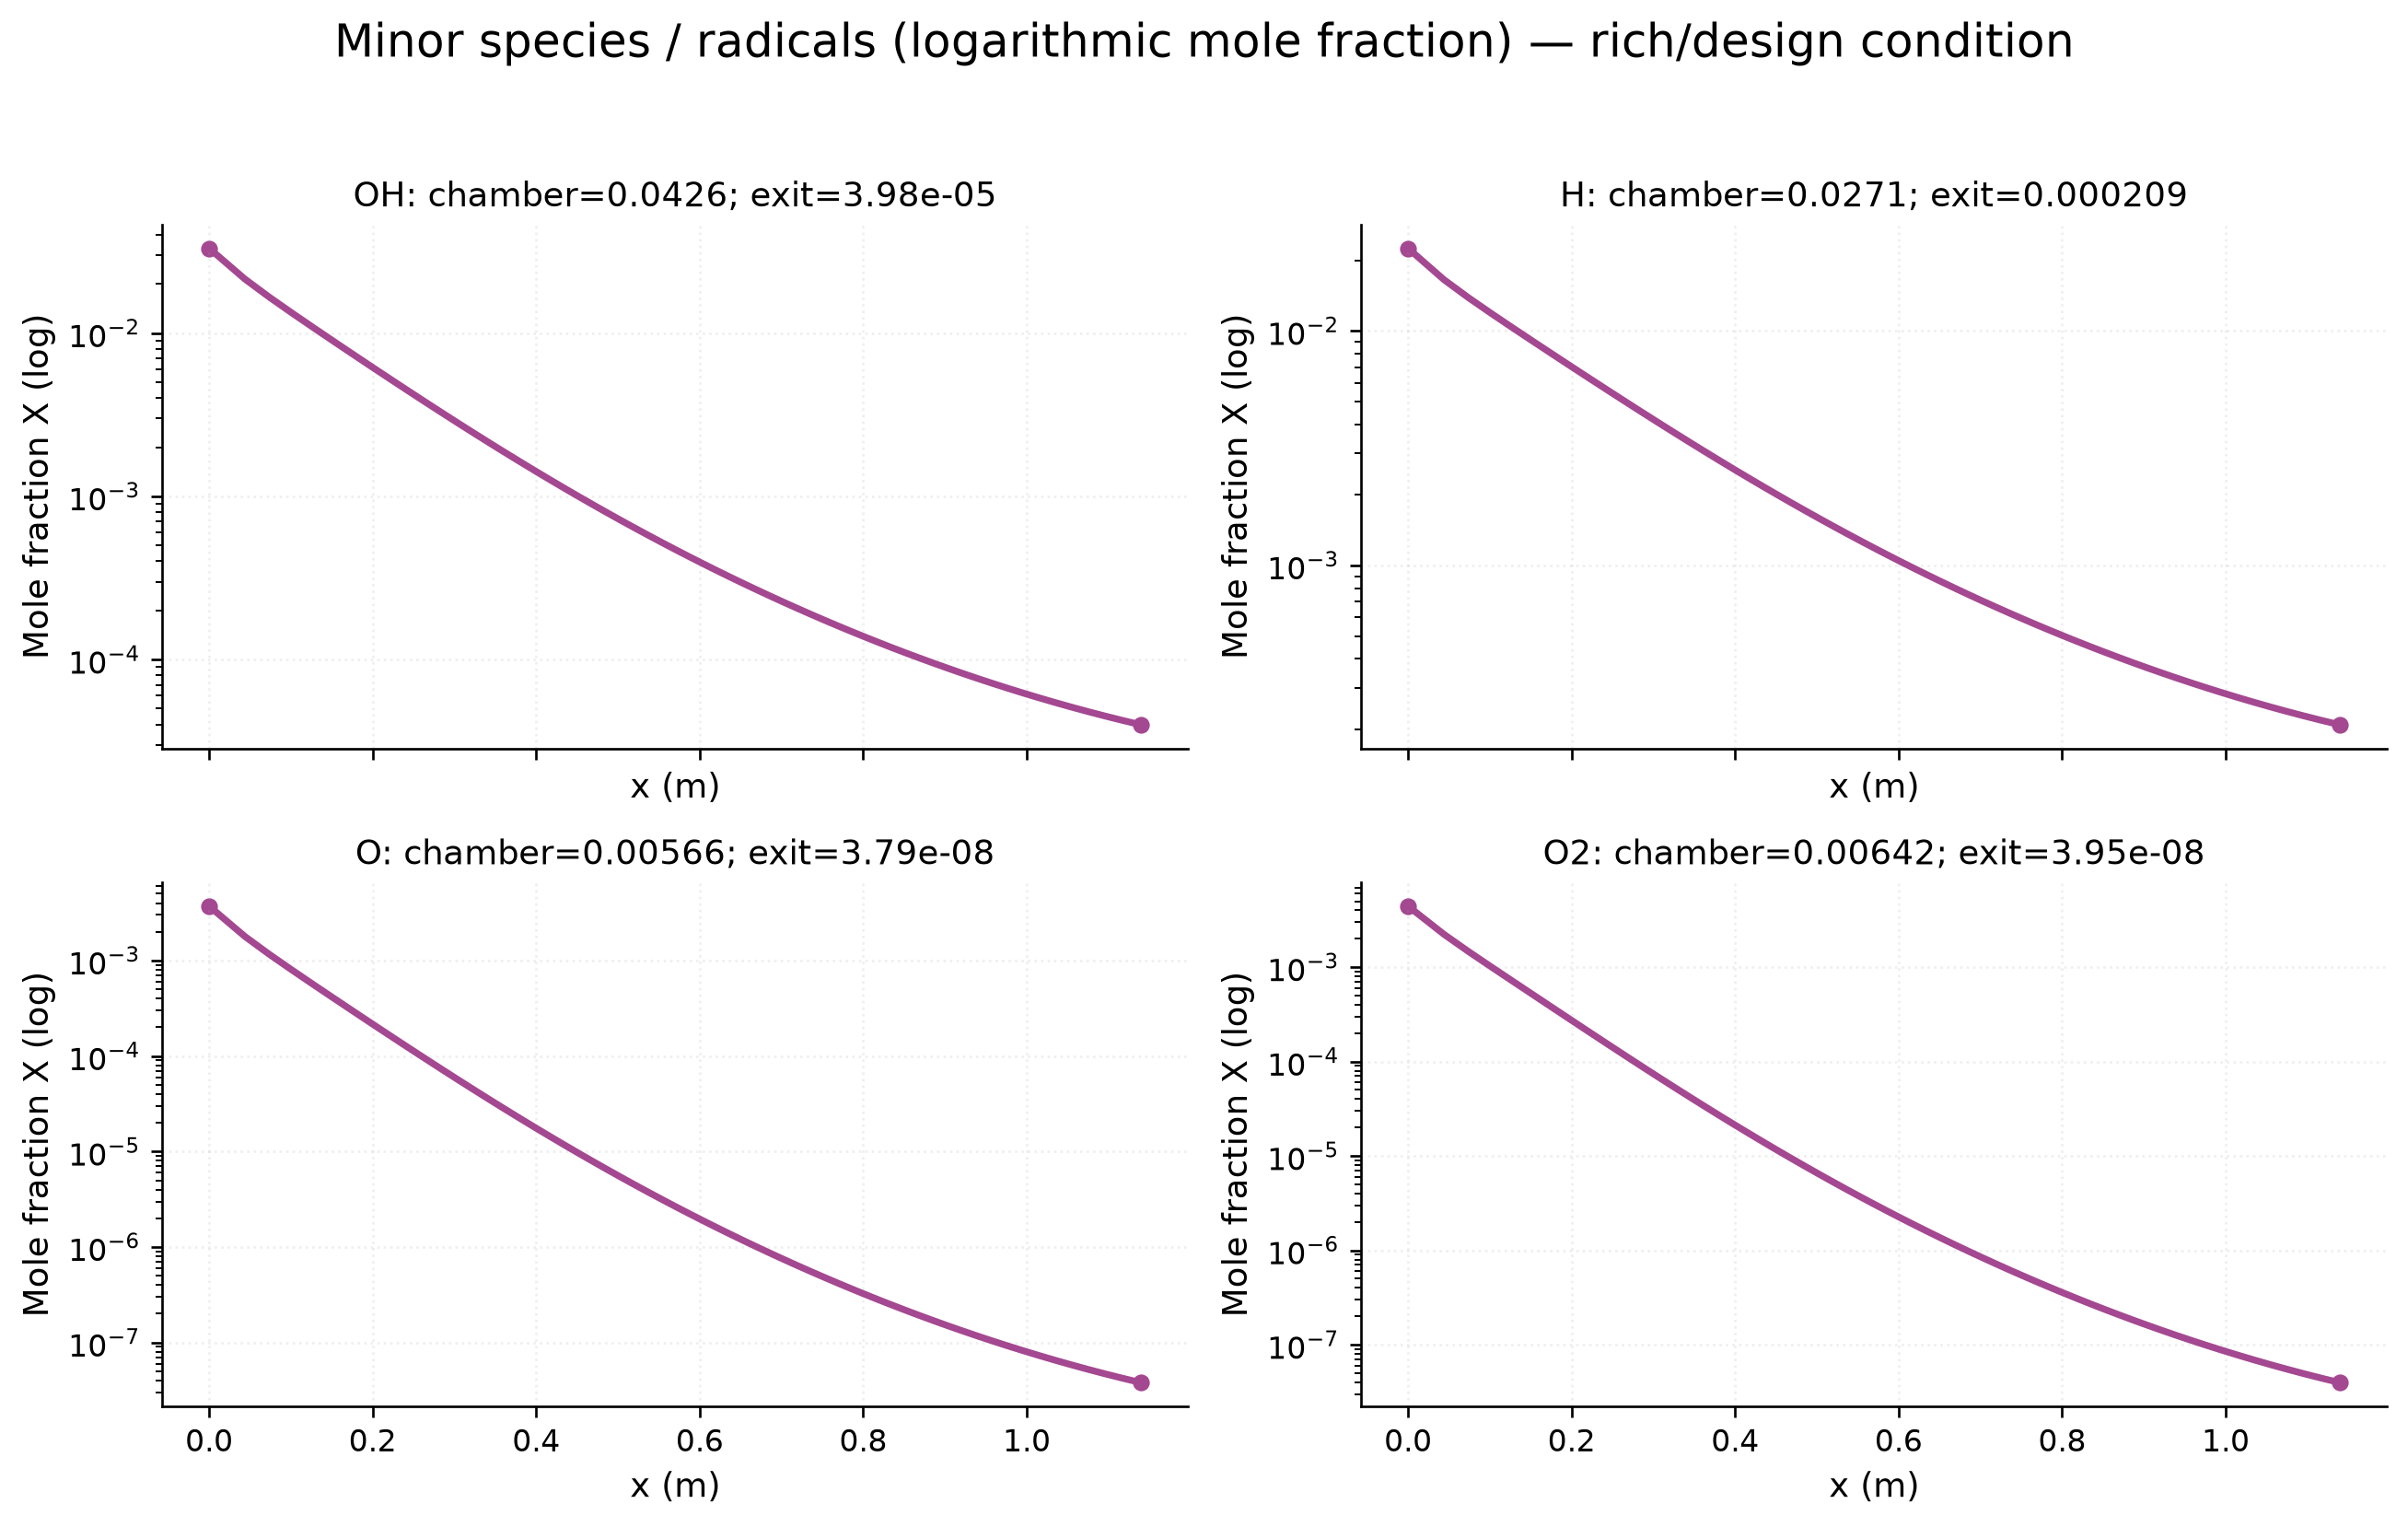 Minor species / radicals (logarithmic mole fraction) — rich/design condition
OH: chamber=0.0426; exit=3.98e-05
Mole fraction X (log)
10⁻²
10⁻³
10⁻⁴
x (m)
H: chamber=0.0271; exit=0.000209
Mole fraction X (log)
10⁻²
10⁻³
x (m)
O: chamber=0.00566; exit=3.79e-08
Mole fraction X (log)
10⁻³
10⁻⁴
10⁻⁵
10⁻⁶
10⁻⁷
0.0 0.2 0.4 0.6 0.8 1.0
x (m)
O2: chamber=0.00642; exit=3.95e-08
Mole fraction X (log)
10⁻³
10⁻⁴
10⁻⁵
10⁻⁶
10⁻⁷
0.0 0.2 0.4 0.6 0.8 1.0
x (m)